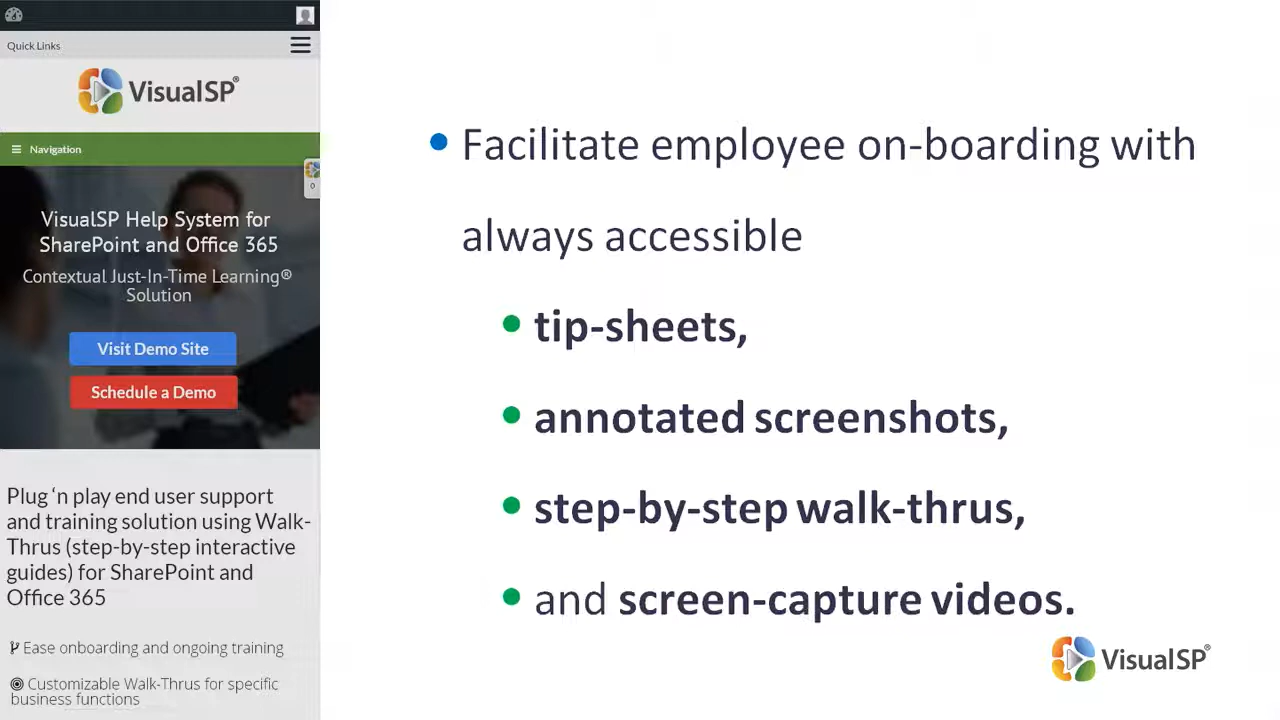 Quick Links
VisualSP®
Navigation
0
VisualSP Help System for
SharePoint and Office 365
Contextual Just-In-Time Learning®
Solution
Visit Demo Site
Schedule a Demo
Plug ‘n play end user support
and training solution using Walk-
Thrus (step-by-step interactive
guides) for SharePoint and
Office 365
Ease onboarding and ongoing training
Customizable Walk-Thrus for specific
business functions
• Facilitate employee on-boarding with
always accessible
• tip-sheets,
• annotated screenshots,
• step-by-step walk-thrus,
• and screen-capture videos.
VisualSP®